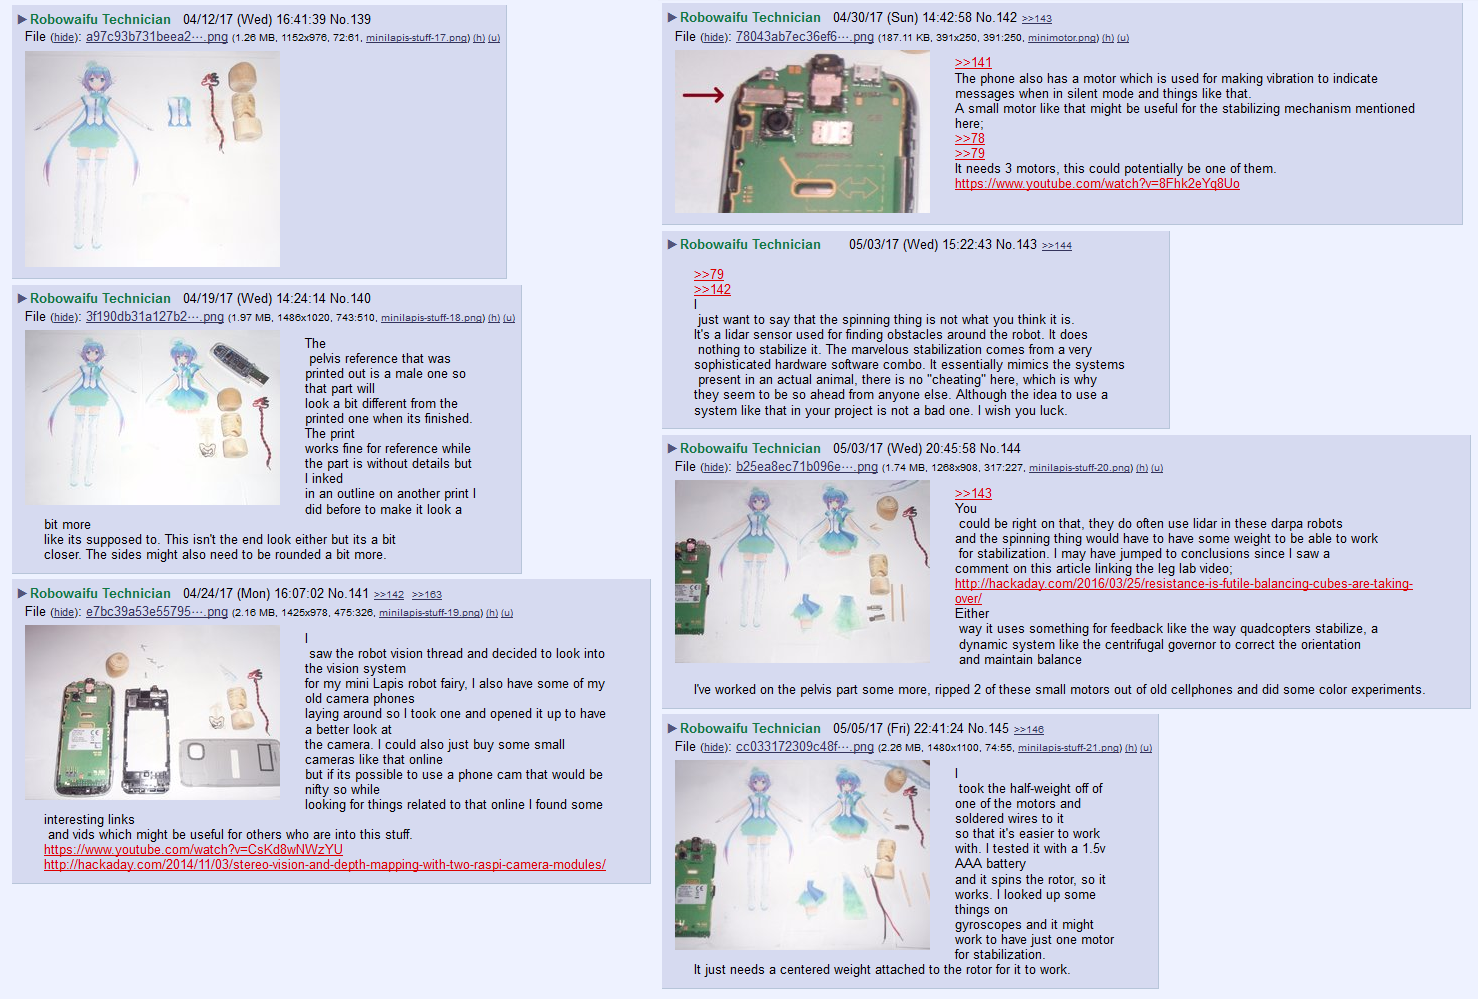 ▶ Robowaifu Technician 04/12/17 (Wed) 16:41:39 No.139
File (hide): a97c93b731beea2⋯.png (1.26 MB, 1152x976, 72:61, minilapis-stuff-17.png) (h) (u)
▶ Robowaifu Technician 04/19/17 (Wed) 14:24:14 No.140
File (hide): 3f190db31a127b2⋯.png (1.97 MB, 1486x1020, 743:510, minilapis-stuff-18.png) (h) (u)
The
pelvis reference that was
printed out is a male one so
that part will
look a bit different from the
printed one when its finished.
The print
works fine for reference while
the part is without details but
I inked
in an outline on another print I
did before to make it look a
bit more
like its supposed to. This isn't the end look either but its a bit
closer. The sides might also need to be rounded a bit more.
▶ Robowaifu Technician 04/24/17 (Mon) 16:07:02 No.141 >>142 >>163
File (hide): e7bc39a53e55795⋯.png (2.16 MB, 1425x978, 475:326, minilapis-stuff-19.png) (h) (u)
I
saw the robot vision thread and decided to look into
the vision system
for my mini Lapis robot fairy, I also have some of my
old camera phones
laying around so I took one and opened it up to have
a better look at
the camera. I could also just buy some small
cameras like that online
but if its possible to use a phone cam that would be
nifty so while
looking for things related to that online I found some
interesting links
and vids which might be useful for others who are into this stuff.
https://www.youtube.com/watch?v=CsKd8wNWzYU
http://hackaday.com/2014/11/03/stereo-vision-and-depth-mapping-with-two-raspi-camera-modules/
▶ Robowaifu Technician 04/30/17 (Sun) 14:42:58 No.142 >>143
File (hide): 78043ab7ec36ef6⋯.png (187.11 KB, 391x250, 391:250, minimotor.png) (h) (u)
>>141
The phone also has a motor which is used for making vibration to indicate
messages when in silent mode and things like that.
A small motor like that might be useful for the stabilizing mechanism mentioned
here;
>>78
>>79
It needs 3 motors, this could potentially be one of them.
https://www.youtube.com/watch?v=8Fhk2eYq8Uo
▶ Robowaifu Technician 05/03/17 (Wed) 15:22:43 No.143 >>144
>>79
>>142
I
just want to say that the spinning thing is not what you think it is.
It's a lidar sensor used for finding obstacles around the robot. It does
nothing to stabilize it. The marvelous stabilization comes from a very
sophisticated hardware software combo. It essentially mimics the systems
present in an actual animal, there is no "cheating" here, which is why
they seem to be so ahead from anyone else. Although the idea to use a
system like that in your project is not a bad one. I wish you luck.
▶ Robowaifu Technician 05/03/17 (Wed) 20:45:58 No.144
File (hide): b25ea8ec71b096e⋯.png (1.74 MB, 1268x908, 317:227, minilapis-stuff-20.png) (h) (u)
>>143
You
could be right on that, they do often use lidar in these darpa robots
and the spinning thing would have to have some weight to be able to work
for stabilization. I may have jumped to conclusions since I saw a
comment on this article linking the leg lab video;
http://hackaday.com/2016/03/25/resistance-is-futile-balancing-cubes-are-taking-
over/
Either
way it uses something for feedback like the way quadcopters stabilize, a
dynamic system like the centrifugal governor to correct the orientation
and maintain balance
I've worked on the pelvis part some more, ripped 2 of these small motors out of old cellphones and did some color experiments.
▶ Robowaifu Technician 05/05/17 (Fri) 22:41:24 No.145 >>146
File (hide): cc033172309c48f⋯.png (2.26 MB, 1480x1100, 74:55, minilapis-stuff-21.png) (h) (u)
I
took the half-weight off of
one of the motors and
soldered wires to it
so that it's easier to work
with. I tested it with a 1.5v
AAA battery
and it spins the rotor, so it
works. I looked up some
things on
gyroscopes and it might
work to have just one motor
for stabilization.
It just needs a centered weight attached to the rotor for it to work.